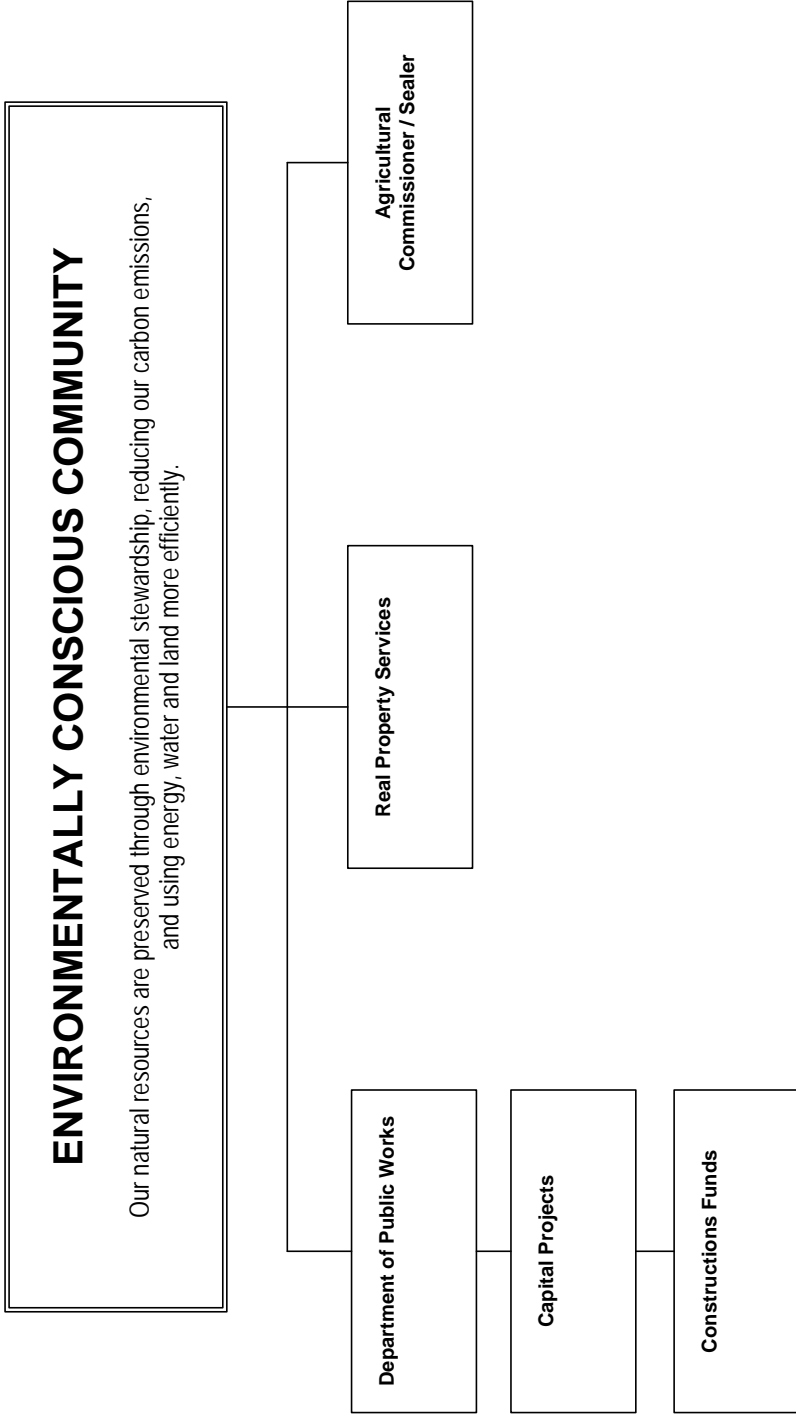 ENVIRONMENTALLY CONSCIOUS COMMUNITY
Our natural resources are preserved through environmental stewardship, reducing our carbon emissions,
and using energy, water and land more efficiently.
Department of Public Works
Real Property Services
Agricultural
Commissioner / Sealer
Capital Projects
Constructions Funds